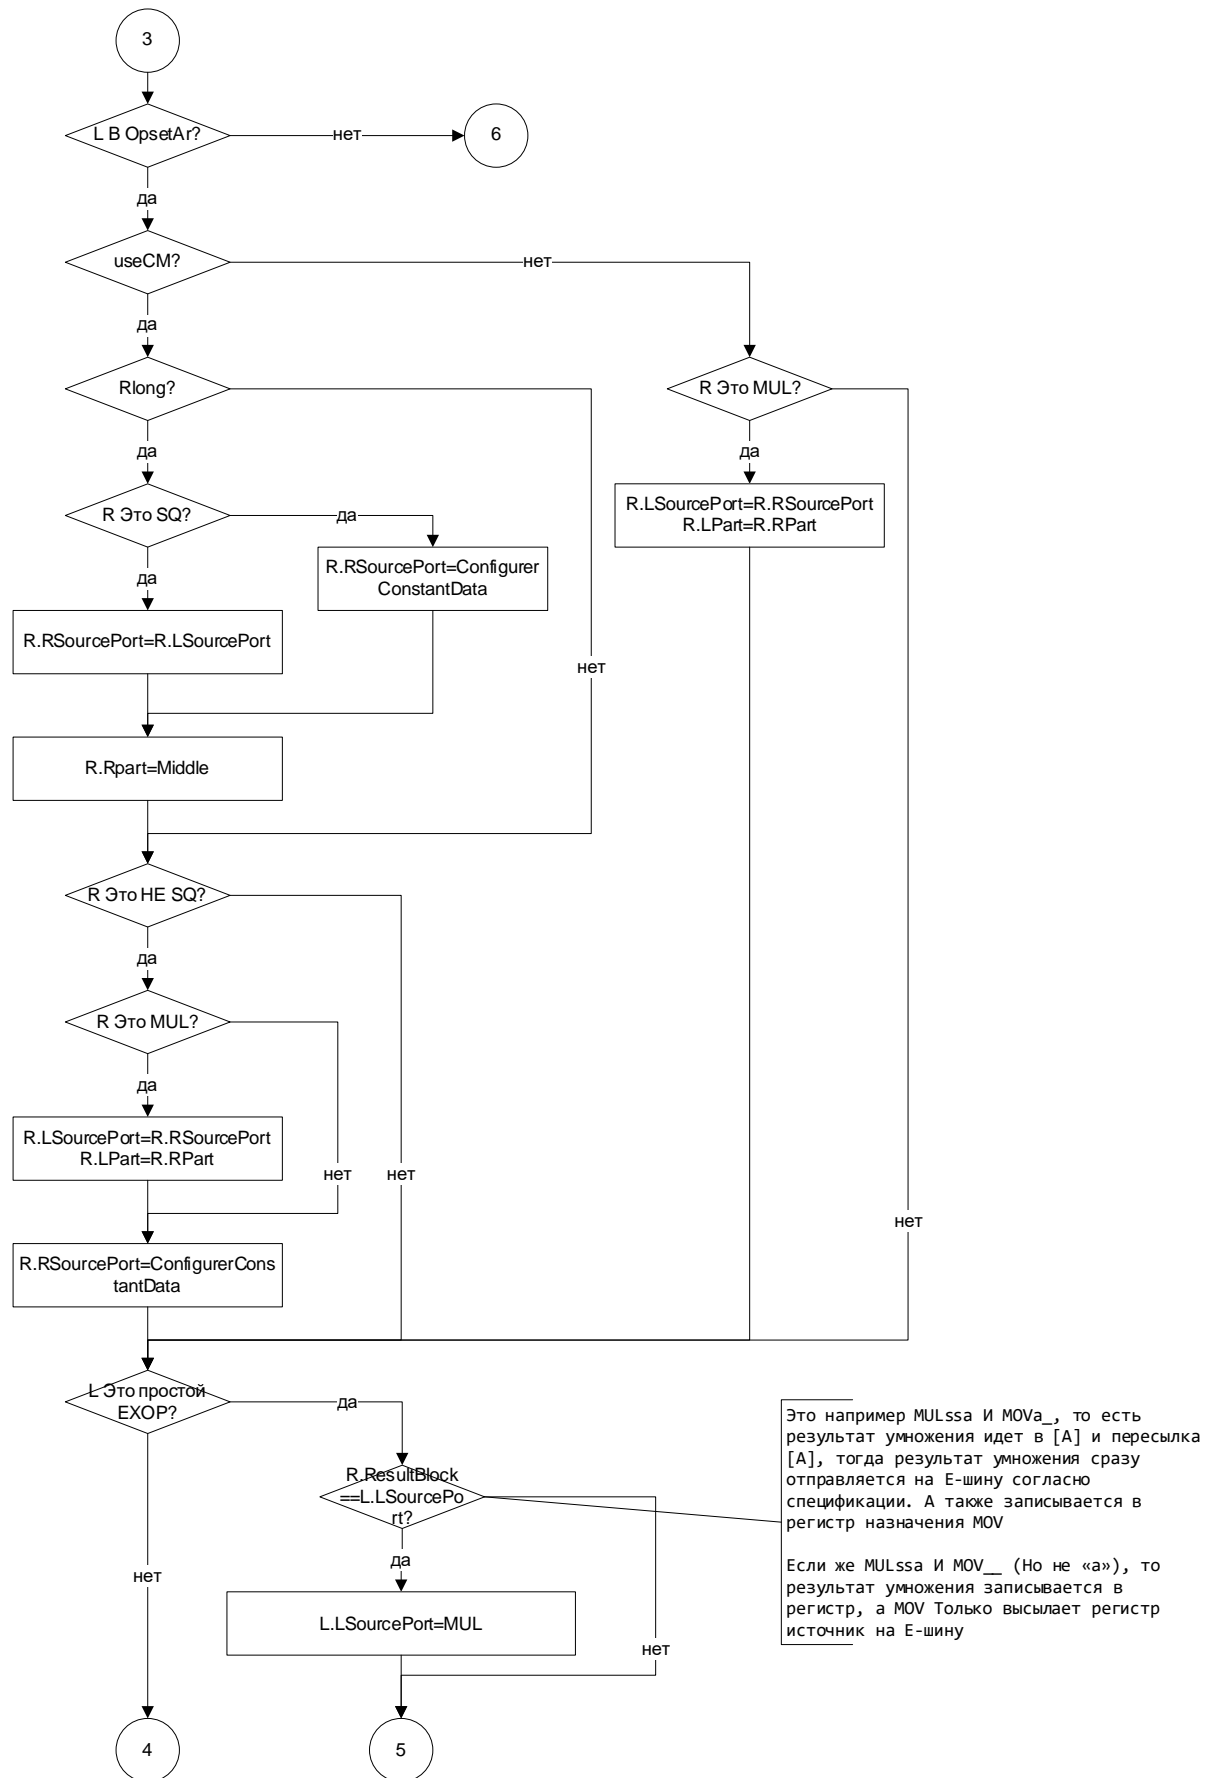 3
L В OpsetAr?
нет
6
да
useCM?
нет
да
Rlong?
R Это MUL?
да
да
R Это SQ?
да
R.LSourcePort=R.RSourcePort
R.LPart=R.RPart
R.RSourcePort=Configurer
ConstantData
да
R.RSourcePort=R.LSourcePort
нет
R.Rpart=Middle
R Это НЕ SQ?
да
R Это MUL?
да
R.LSourcePort=R.RSourcePort
R.LPart=R.RPart
нет
нет
нет
R.RSourcePort=ConfigurerCons
tantData
L Это простой
EXOP?
да
Это например MULssa И MOVa_, то есть
результат умножения идет в [A] и пересылка
[A], тогда результат умножения сразу
отправляется на E-шину согласно
спецификации. А также записывается в
регистр назначения MOV
Если же MULssa И MOV__ (Но не «а»), то
результат умножения записывается в
регистр, а MOV Только высылает регистр
источник на E-шину
R.ResultBlock
==L.LSourcePo
rt?
да
нет
L.LSourcePort=MUL
нет
4
5